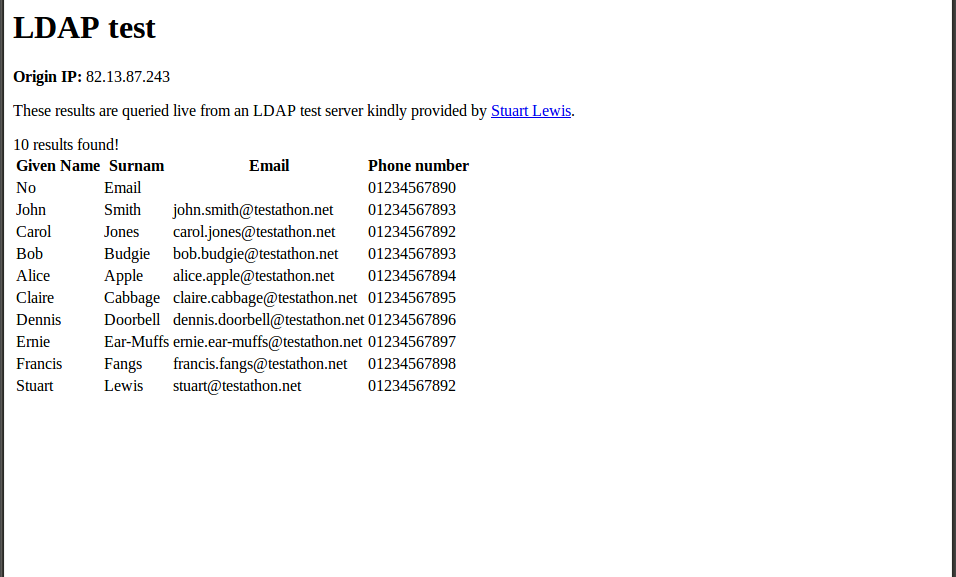 LDAP test
Origin IP: 82.13.87.243
These results are queried live from an LDAP test server kindly provided by Stuart Lewis.
10 results found!
Given Name Surnam Email Phone number
No Email 01234567890
John Smith john.smith@testathon.net 01234567893
Carol Jones carol.jones@testathon.net 01234567892
Bob Budgie bob.budgie@testathon.net 01234567893
Alice Apple alice.apple@testathon.net 01234567894
Claire Cabbage claire.cabbage@testathon.net 01234567895
Dennis Doorbell dennis.doorbell@testathon.net 01234567896
Ernie Ear-Muffs ernie.ear-muffs@testathon.net 01234567897
Francis Fangs francis.fangs@testathon.net 01234567898
Stuart Lewis stuart@testathon.net 01234567892